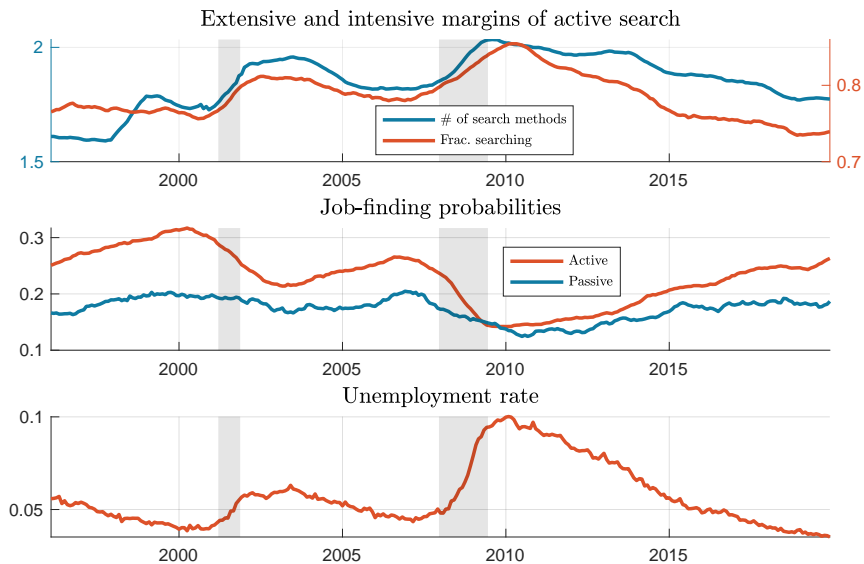 Extensive and intensive margins of active search
2
1.5
0.8
0.7
# of search methods
Frac. searching
2000 2005 2010 2015
Job-finding probabilities
0.3
0.2
0.1
Active
Passive
2000 2005 2010 2015
Unemployment rate
0.1
0.05
2000 2005 2010 2015